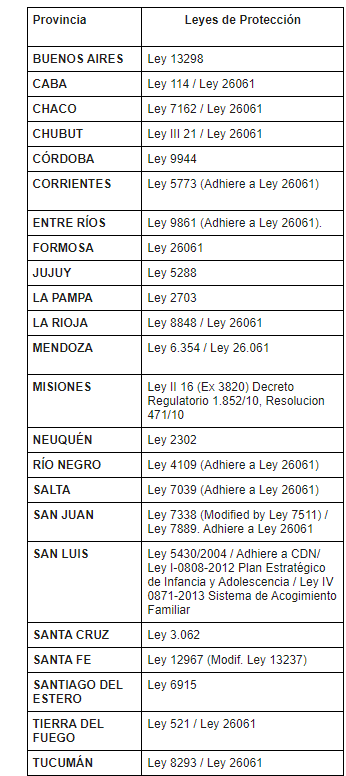 Provincia Leyes de Protección
BUENOS AIRES Ley 13298
CABA Ley 114 / Ley 26061
CHACO Ley 7162 / Ley 26061
CHUBUT Ley III 21 / Ley 26061
CÓRDOBA Ley 9944
CORRIENTES Ley 5773 (Adhiere a Ley 26061)
ENTRE RÍOS Ley 9861 (Adhiere a Ley 26061).
FORMOSA Ley 26061
JUJUY Ley 5288
LA PAMPA Ley 2703
LA RIOJA Ley 8848 / Ley 26061
MENDOZA Ley 6.354 / Ley 26.061
MISIONES Ley II 16 (Ex 3820) Decreto
Regulatorio 1.852/10, Resolucion
471/10
NEUQUÉN Ley 2302
RÍO NEGRO Ley 4109 (Adhiere a Ley 26061)
SALTA Ley 7039 (Adhiere a Ley 26061)
SAN JUAN Ley 7338 (Modified by Ley 7511) /
Ley 7889. Adhiere a Ley 26061
SAN LUIS Ley 5430/2004 / Adhiere a CDN/
Ley I-0808-2012 Plan Estratégico
de Infancia y Adolescencia / Ley IV
0871-2013 Sistema de Acogimiento
Familiar
SANTA CRUZ Ley 3.062
SANTA FE Ley 12967 (Modif. Ley 13237)
SANTIAGO DEL Ley 6915
ESTERO
TIERRA DEL Ley 521 / Ley 26061
FUEGO
TUCUMÁN Ley 8293 / Ley 26061